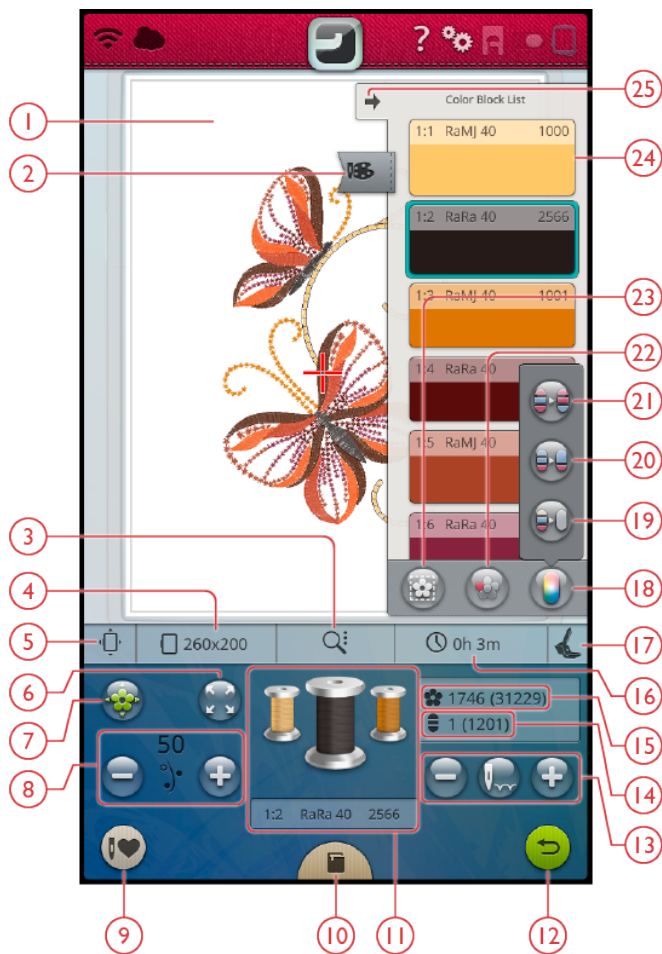 ?
25
Color Block List
1
1:1 RaMJ 40 1000
24
2
1:2 RaRa 40 2566
1:3 RaMJ 40 1001
23
22
1:4 RaRa 40
21
1:5 RaMJ 40
20
3
1:6 RaRa 40
19
4
18
5
260x200
0h 3m
17
6
16
1746 (31229)
7
1 (1201)
15
50
8
14
1:2 RaRa 40 2566
13
9
10
11
12